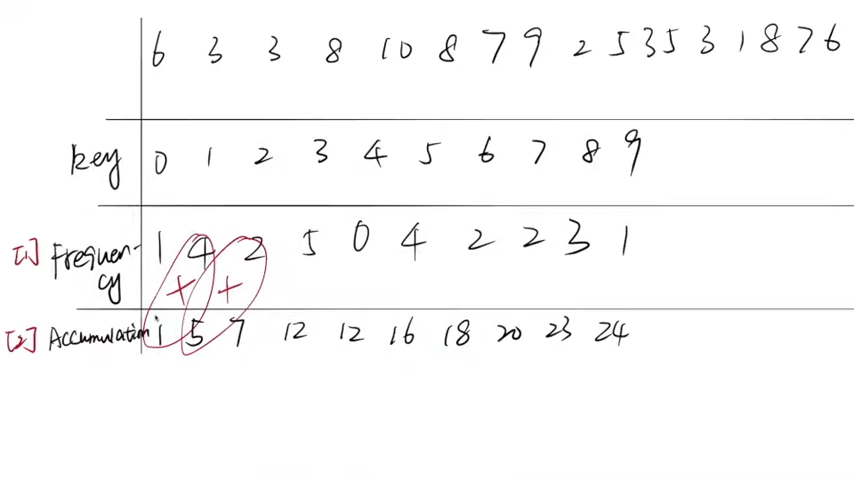 6 3 3 8 10 8 7 9 2 5 3 5 3 1 8 7 6
key 0 1 2 3 4 5 6 7 8 9
[1] Frequen-
cy 1 4 2 5 0 4 2 2 3 1
+ +
[2] Accumulation 1 5 7 12 12 16 18 20 23 24